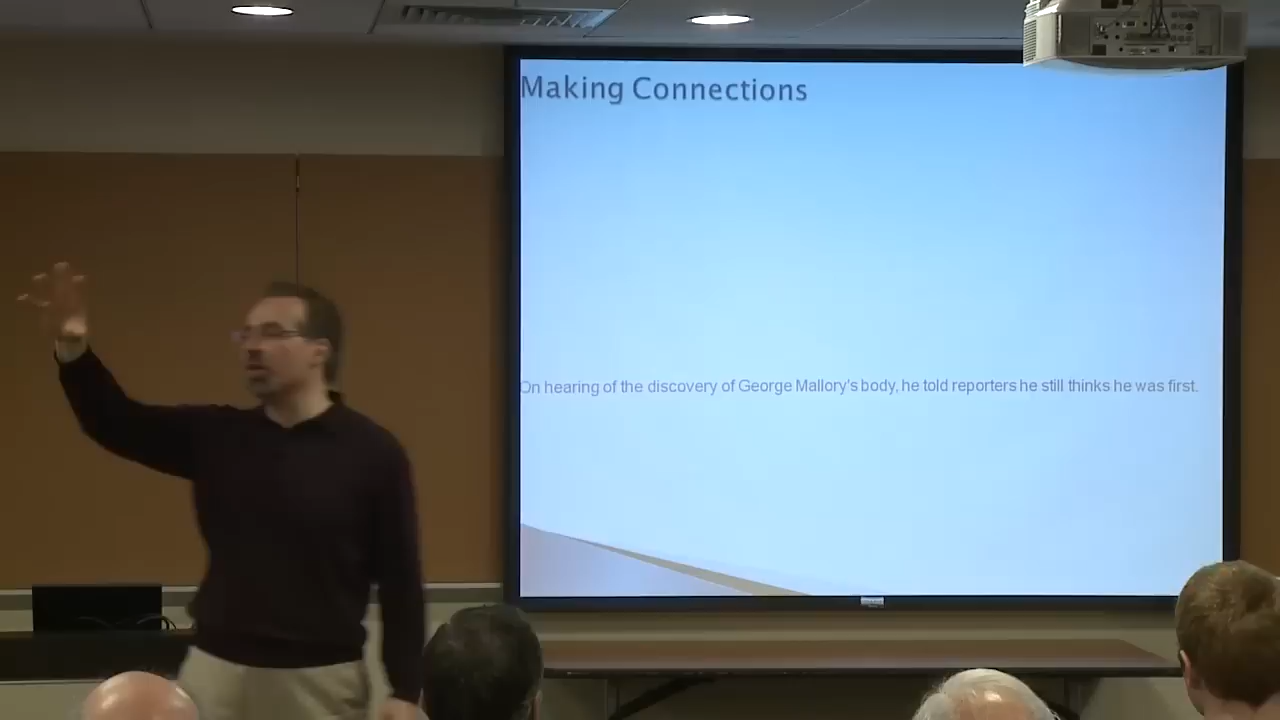 Making Connections
On hearing of the discovery of George Mallory's body, he told reporters he still thinks he was first.